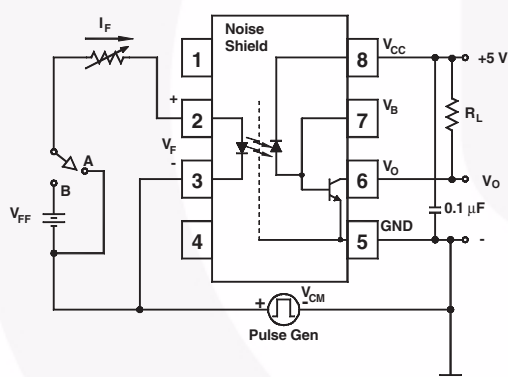 I_F
Noise
Shield
1
8
V_CC
+5 V
+
2
7
V_B
R_L
V_F
A
-
3
6
V_O
V_O
B
V_FF
4
5
GND
0.1 µF
-
+
V_CM
-
Pulse Gen